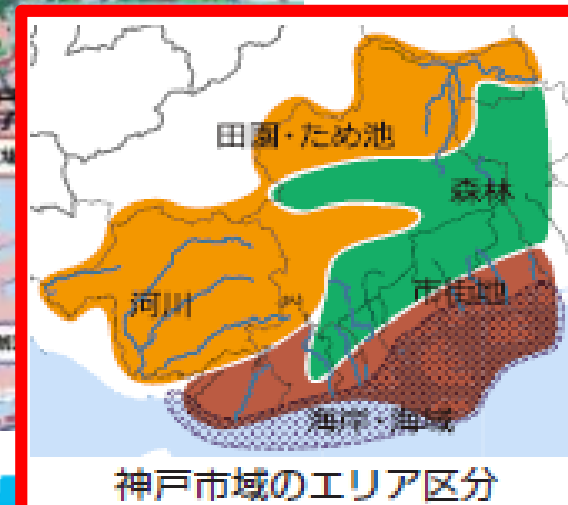 田園・ため池
森林
河川
市街地
海岸・海域
神戸市域のエリア区分